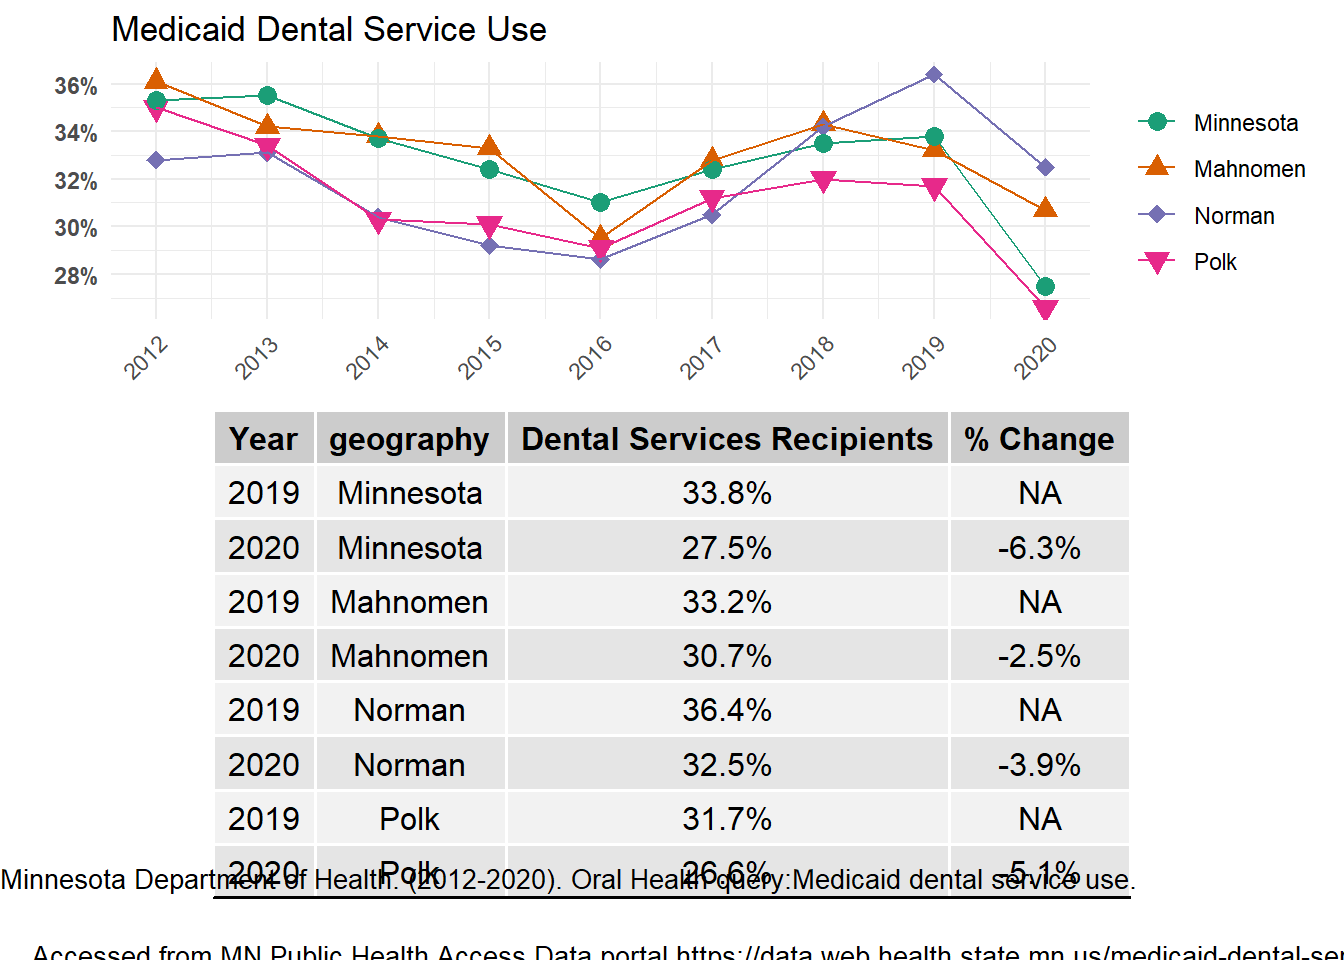 Medicaid Dental Service Use
36%
34%
32%
30%
28%
2012 2013 2014 2015 2016 2017 2018 2019 2020
Minnesota
Mahnomen
Norman
Polk
Year geography Dental Services Recipients % Change
2019 Minnesota 33.8% NA
2020 Minnesota 27.5% -6.3%
2019 Mahnomen 33.2% NA
2020 Mahnomen 30.7% -2.5%
2019 Norman 36.4% NA
2020 Norman 32.5% -3.9%
2019 Polk 31.7% NA
2020 Polk 26.6% -5.1%
Minnesota Department of Health. (2012-2020). Oral Health query:Medicaid dental service use.
Accessed from MN Public Health Access Data portal https://data.web.health.state.mn.us/medicaid-dental-se